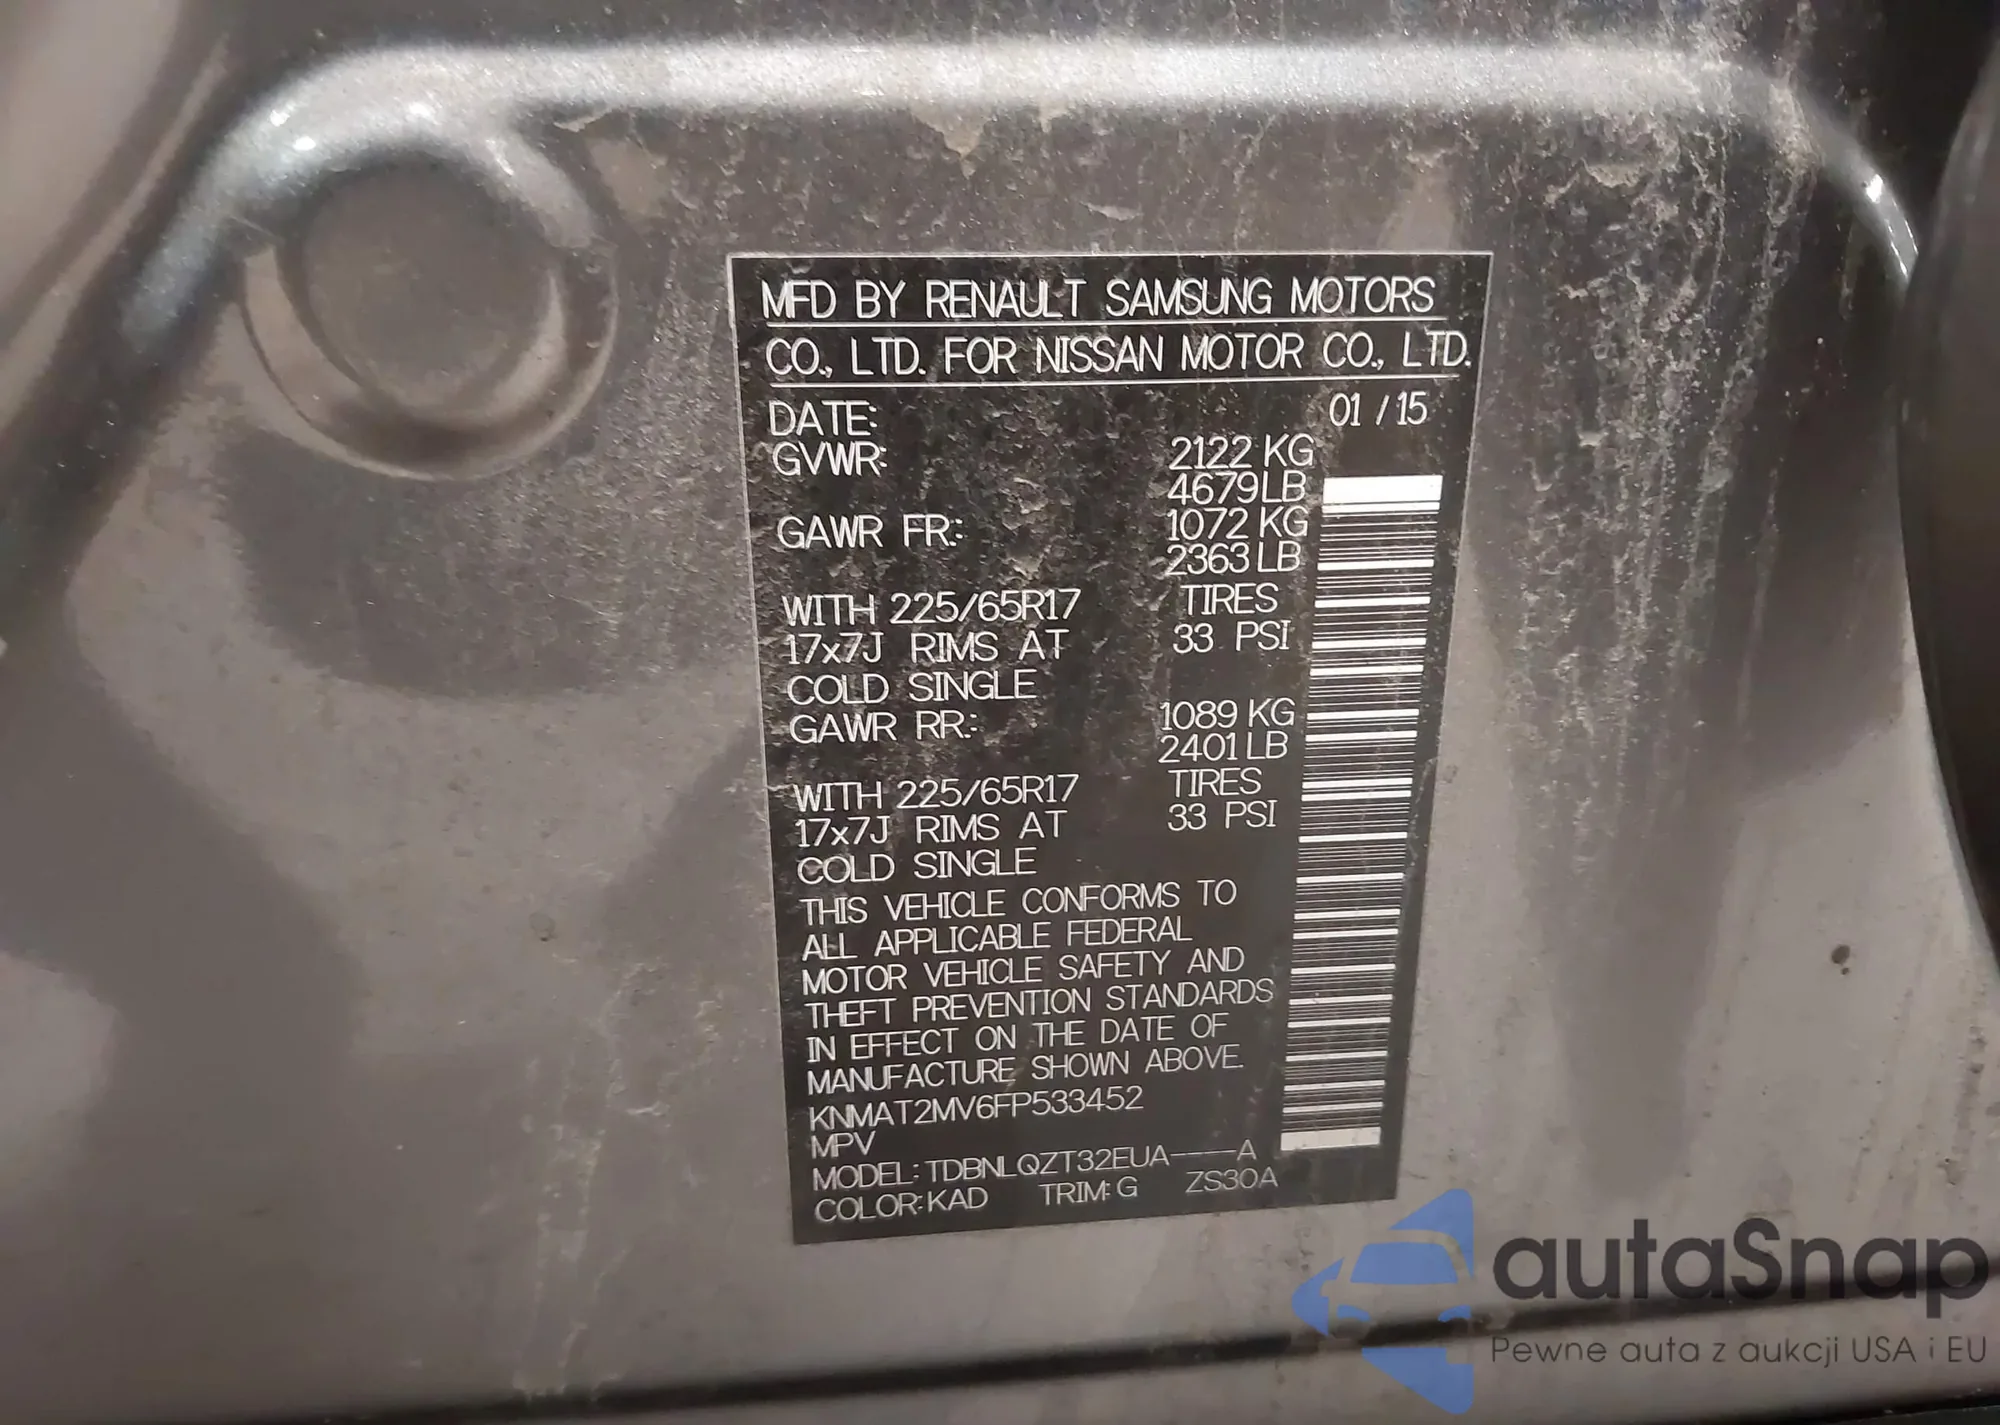 MFD BY RENAULT SAMSUNG MOTORS
CO., LTD. FOR NISSAN MOTOR CO., LTD.
DATE: 01 / 15
GVWR: 2122 KG
4679 LB
GAWR FR.: 1072 KG
2363 LB
WITH 225/65R17 TIRES
17x7J RIMS AT 33 PSI
COLD SINGLE
GAWR RR.: 1089 KG
2401 LB
WITH 225/65R17 TIRES
17x7J RIMS AT 33 PSI
COLD SINGLE
THIS VEHICLE CONFORMS TO
ALL APPLICABLE FEDERAL
MOTOR VEHICLE SAFETY AND
THEFT PREVENTION STANDARDS
IN EFFECT ON THE DATE OF
MANUFACTURE SHOWN ABOVE.
KNMAT2MV6FP533452
MPV
MODEL: TDBNLQZT32EUA----A
COLOR: KAD TRIM: G ZS30A
autaSnap
Pewne auta z aukcji USA i EU